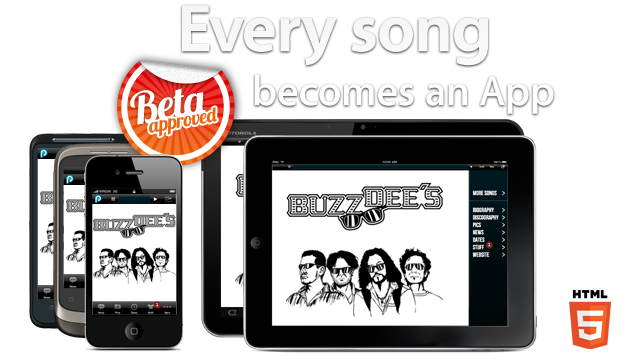 Every song
becomes an App
Beta
approved
MOTOROLA
BUZZ DEE'S
MORE SONGS
BIOGRAPHY
DISCOGRAPHY
PICS
NEWS
DATES
STUFF
WEBSITE
BUZZ DEE'S
HTML
5